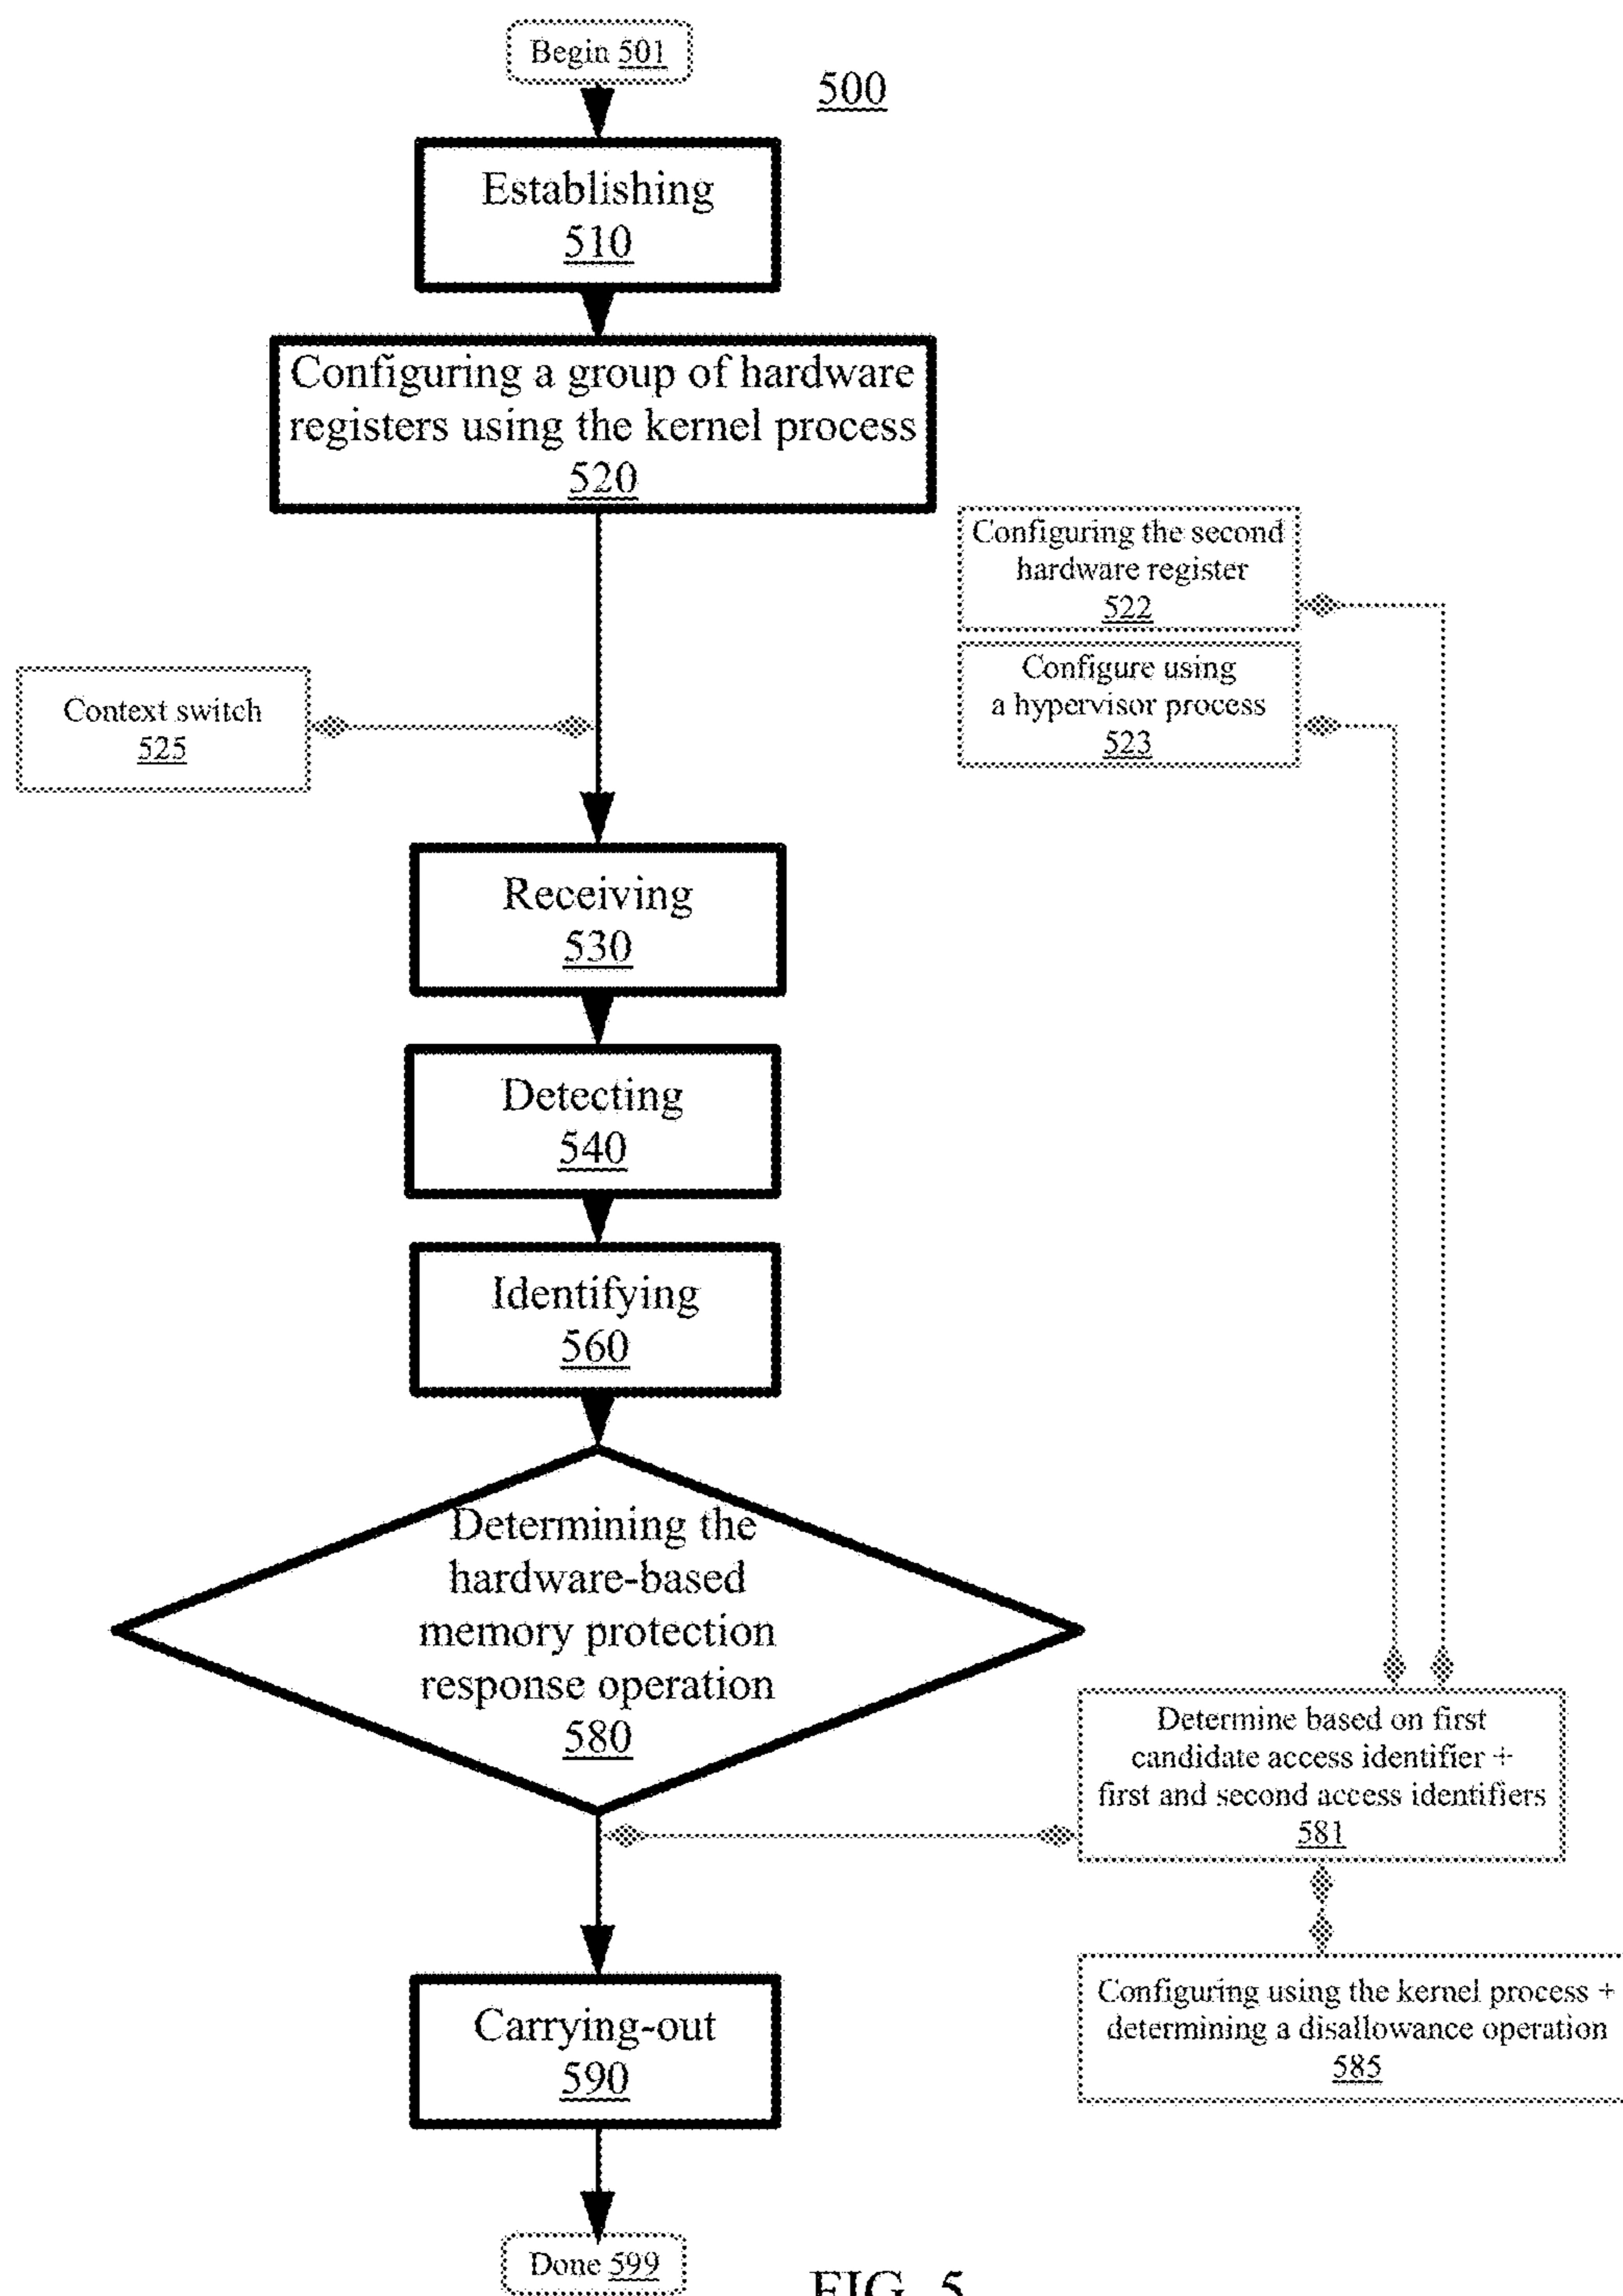 Begin 501
500
Establishing
510
Configuring a group of hardware
registers using the kernel process
520
Configuring the second
hardware register
522
Configure using
a hypervisor process
523
Context switch
525
Receiving
530
Detecting
540
Identifying
560
Determining the
hardware-based
memory protection
response operation
580
Determine based on first
candidate access identifier +
first and second access identifiers
581
Configuring using the kernel process +
determining a disallowance operation
585
Carrying-out
590
Done 599
FIG. 5